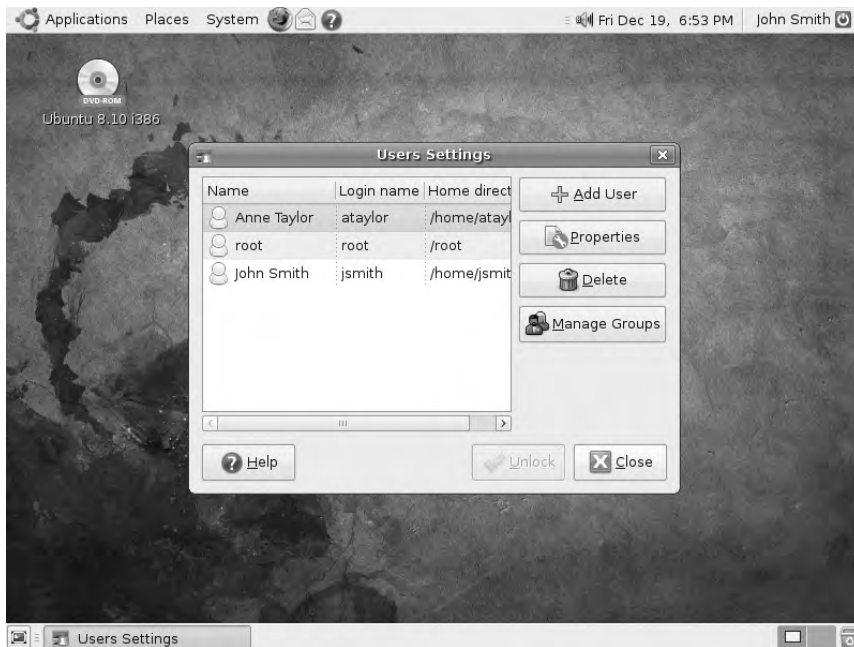 Applications Places System Fri Dec 19, 6:53 PM John Smith
DVD-ROM
Ubuntu 8.10 i386
Users Settings
Name Login name Home direct
Anne Taylor ataylor /home/atayl
root root /root
John Smith jsmith /home/jsmit
Add User
Properties
Delete
Manage Groups
Help Unlock Close
Users Settings